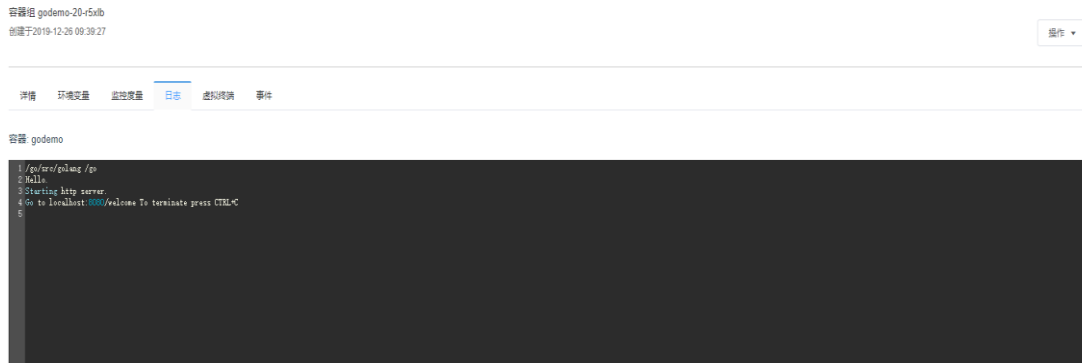 容器组 godemo-20-r5xlb
创建于2019-12-26 09:39:27
操作
详情 环境变量 监控度量 日志 虚拟终端 事件
容器: godemo
1 /go/src/golang /go
2 Hello.
3 Starting http server.
4 Go to localhost:8080/welcome To terminate press CTRL+C
5